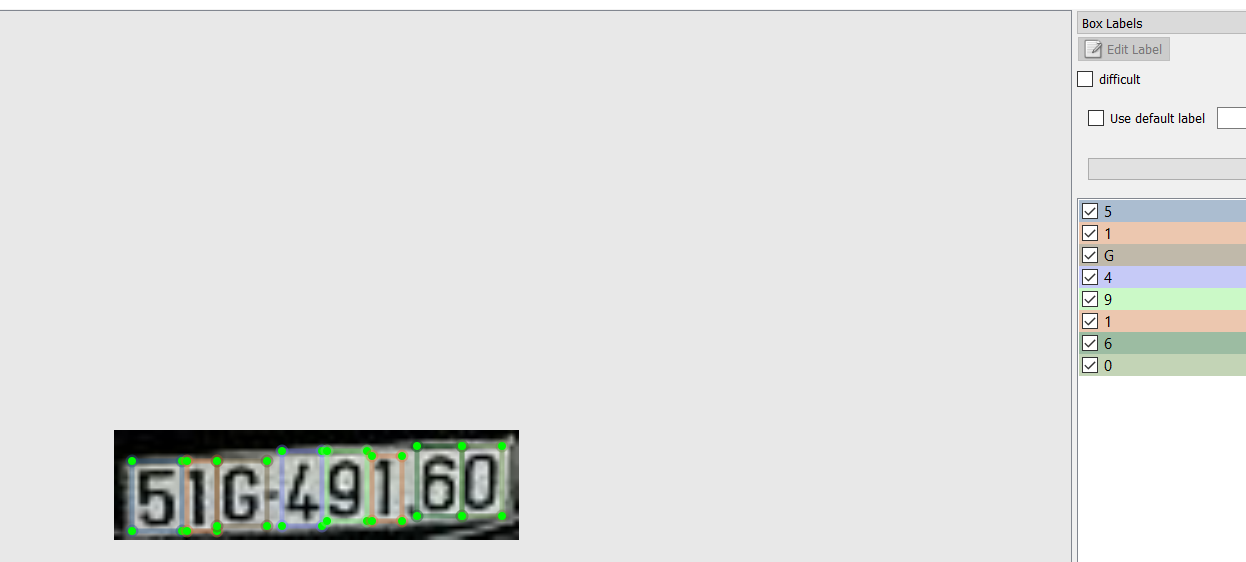 Box Labels
Edit Label
difficult
Use default label
5
1
G
4
9
1
6
0
51G-491.60